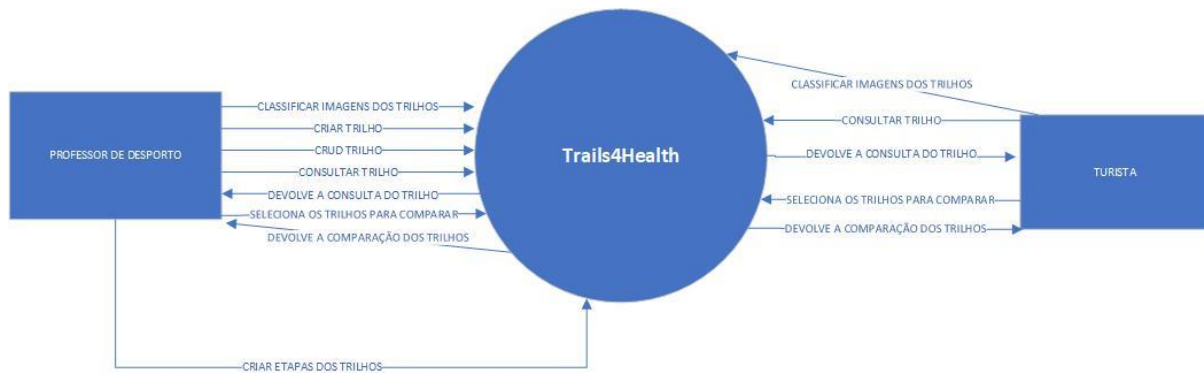 PROFESSOR DE DESPORTO
CLASSIFICAR IMAGENS DOS TRILHOS
CRIAR TRILHO
CRUD TRILHO
CONSULTAR TRILHO
DEVOLVE A CONSULTA DO TRILHO
SELECIONA OS TRILHOS PARA COMPARAR
DEVOLVE A COMPARAÇÃO DOS TRILHOS
CRIAR ETAPAS DOS TRILHOS
Trails4Health
CLASSIFICAR IMAGENS DOS TRILHOS
CONSULTAR TRILHO
DEVOLVE A CONSULTA DO TRILHO
SELECIONA OS TRILHOS PARA COMPARAR
DEVOLVE A COMPARAÇÃO DOS TRILHOS
TURISTA